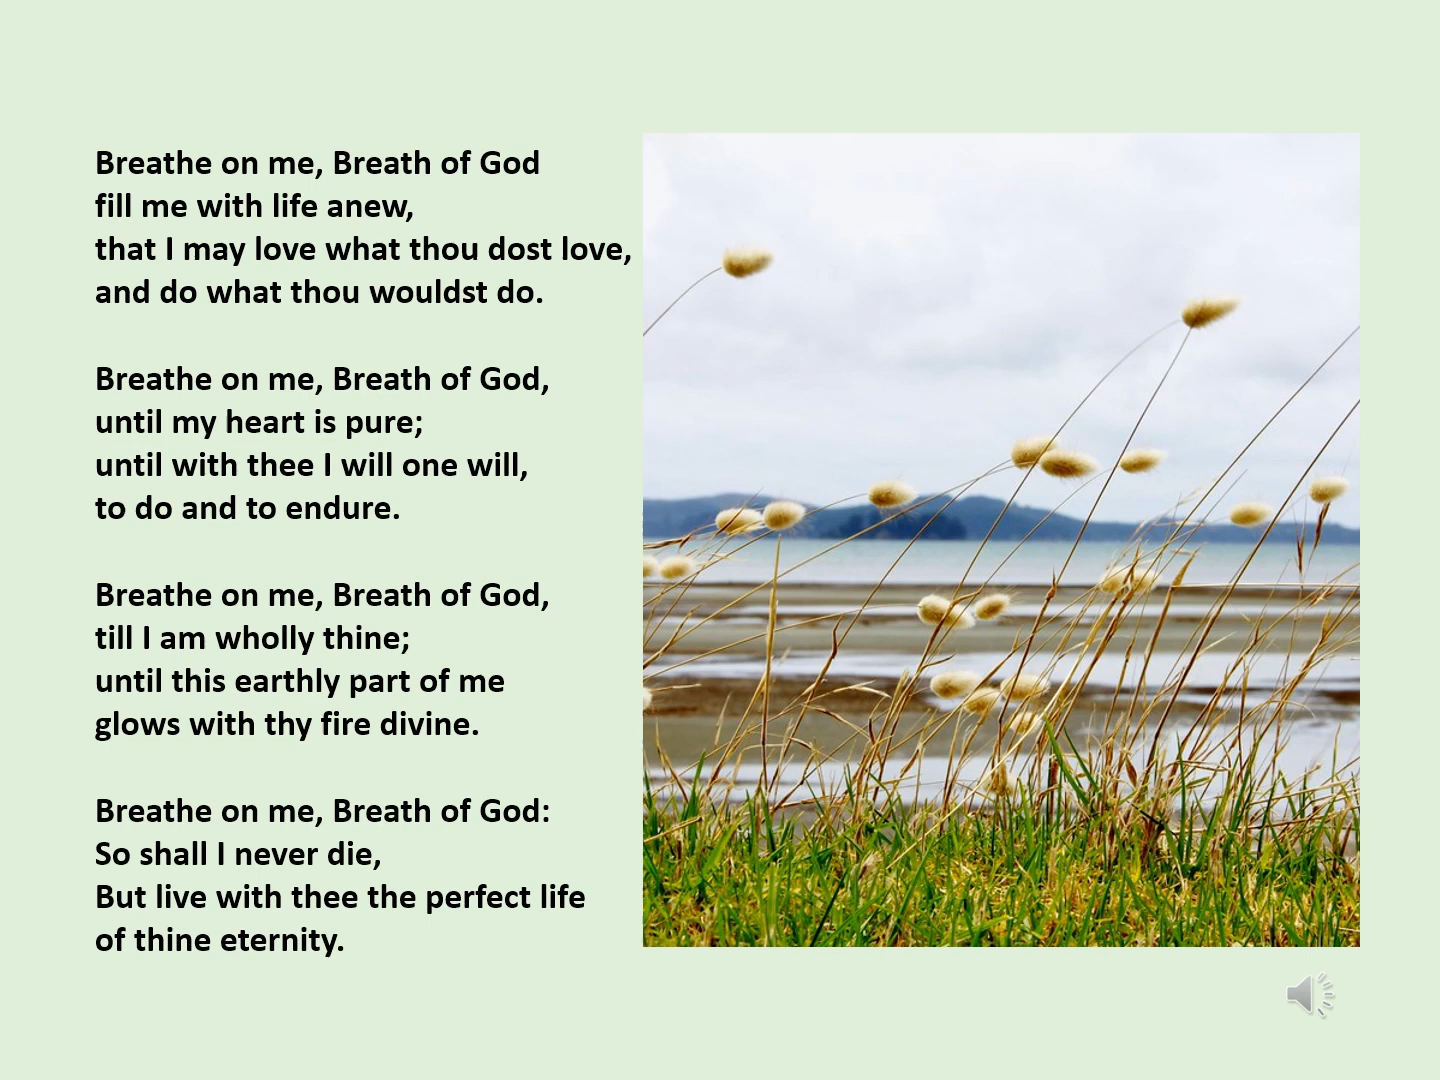 Breathe on me, Breath of God
fill me with life anew,
that I may love what thou dost love,
and do what thou wouldst do.
Breathe on me, Breath of God,
until my heart is pure;
until with thee I will one will,
to do and to endure.
Breathe on me, Breath of God,
till I am wholly thine;
until this earthly part of me
glows with thy fire divine.
Breathe on me, Breath of God:
So shall I never die,
But live with thee the perfect life
of thine eternity.